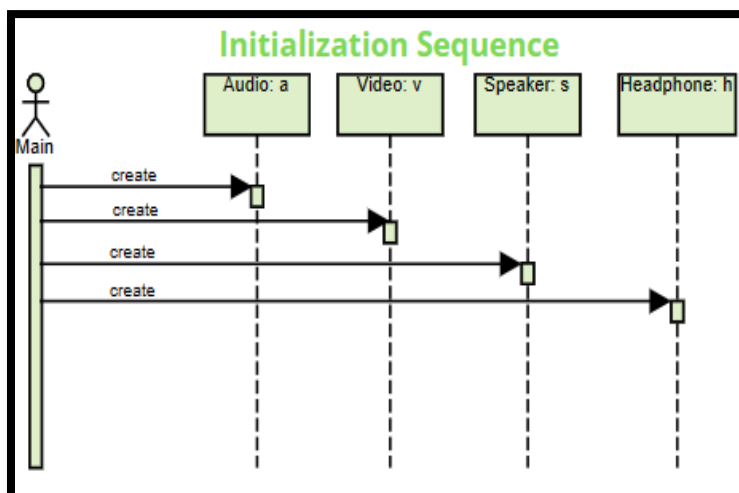 Initialization Sequence
Audio: a
Video: v
Speaker: s
Headphone: h
Main
create
create
create
create